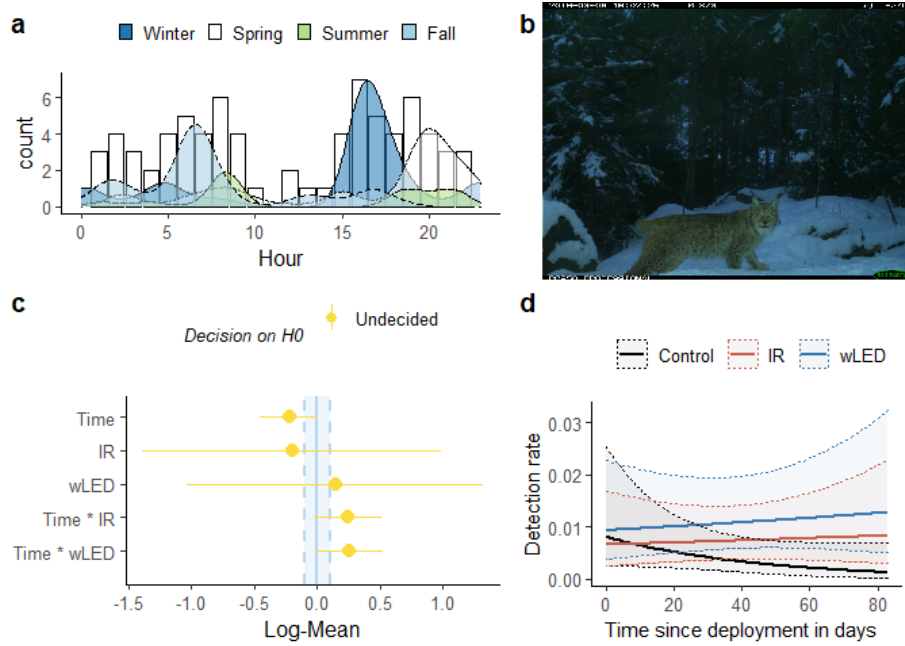 a
Winter Spring Summer Fall
count
6
4
2
0
0 5 10 15 20
Hour
b
c
Decision on H0 Undecided
Time
IR
wLED
Time * IR
Time * wLED
-1.5 -1.0 -0.5 0.0 0.5 1.0
Log-Mean
d
Control IR wLED
Detection rate
0.03
0.02
0.01
0.00
0 20 40 60 80
Time since deployment in days